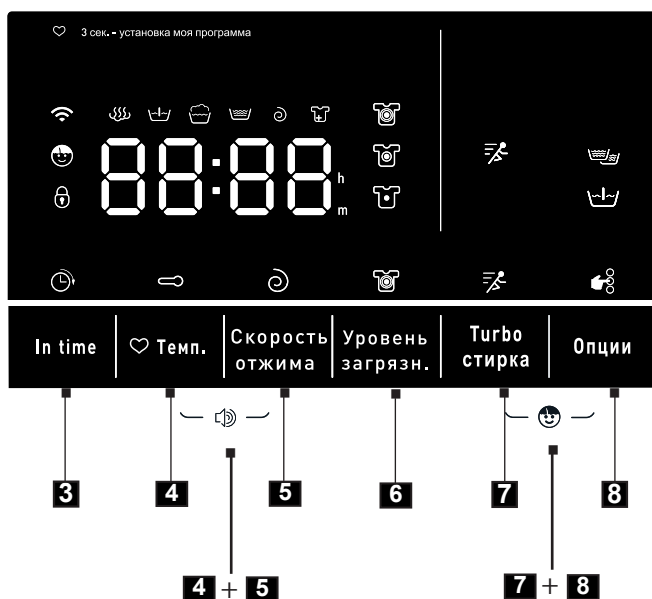 3 сек. - установка моя программа
88:88
h
m
In time
Темп.
Скорость
отжима
Уровень
загрязн.
Turbo
стирка
Опции
3
4
5
6
7
8
4 + 5
7 + 8